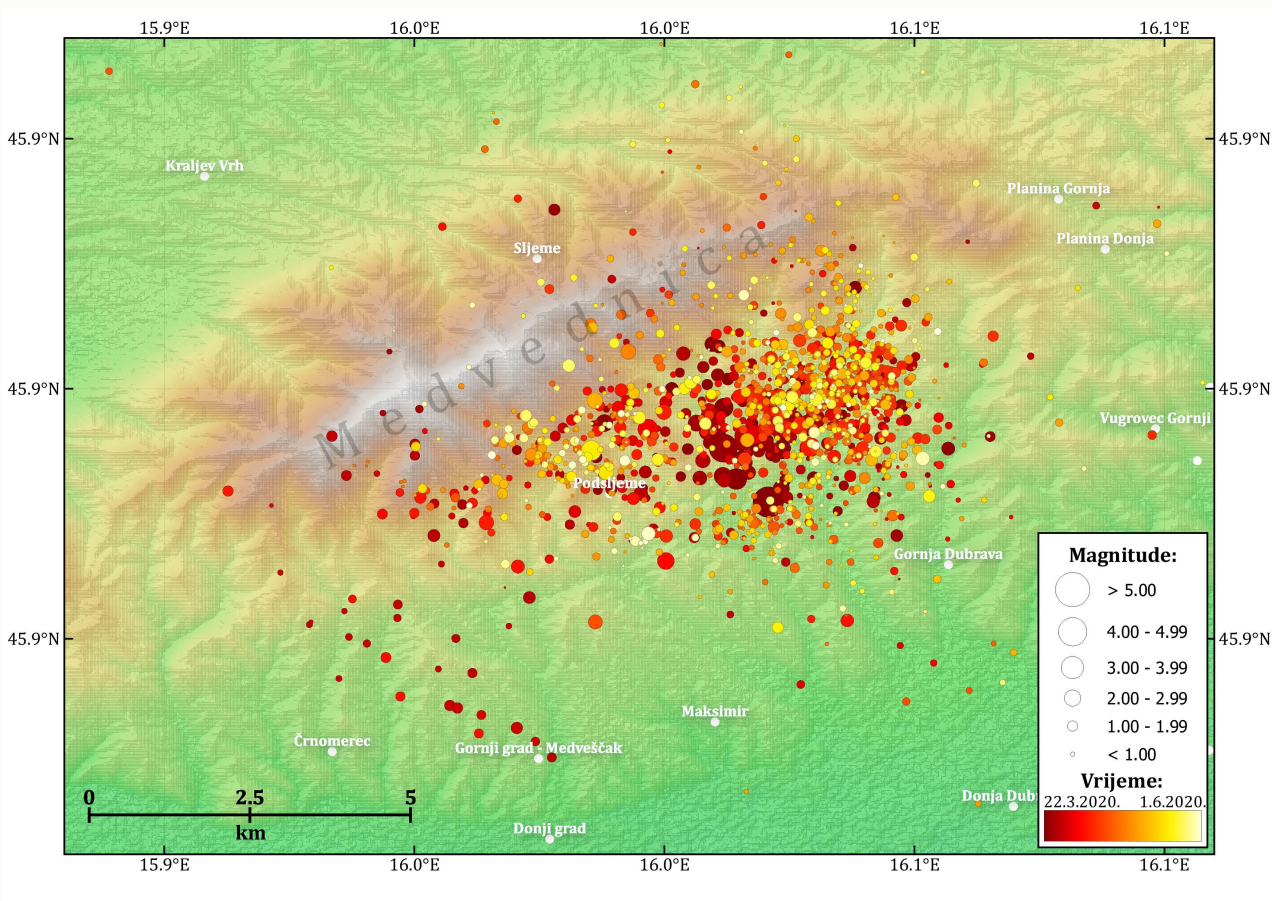 15.9°E 16.0°E 16.0°E 16.1°E 16.1°E
45.9°N 45.9°N
Kraljev Vrh
Planina Gornja
Planina Donja
Sljeme
Medvednica
45.9°N 45.9°N
Vugrovec Gornji
Podsljeme
Gornja Dubrava
Magnitude:
> 5.00
4.00 - 4.99
3.00 - 3.99
2.00 - 2.99
1.00 - 1.99
< 1.00
Vrijeme:
22.3.2020. 1.6.2020.
45.9°N 45.9°N
Maksimir
Črnomerec
Gornji grad - Medveščak
Donja Dub
0 2.5 5
km
Donji grad
15.9°E 16.0°E 16.0°E 16.1°E 16.1°E